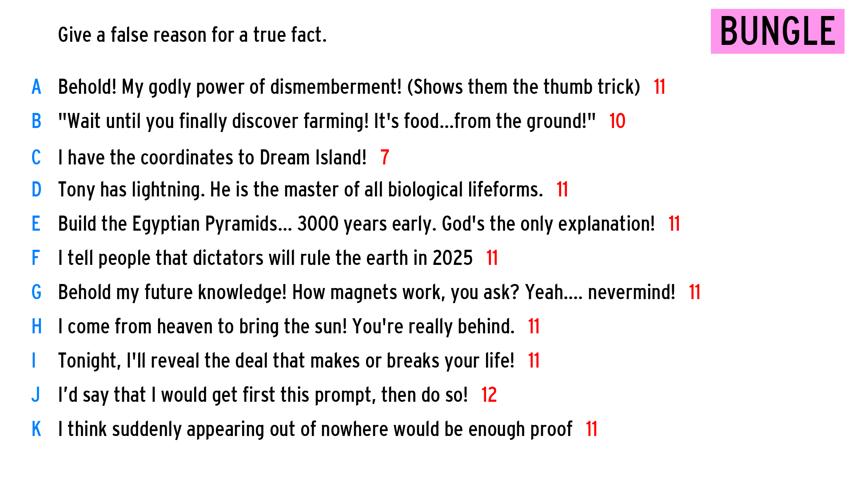 Give a false reason for a true fact.
BUNGLE
A Behold! My godly power of dismemberment! (Shows them the thumb trick) 11
B "Wait until you finally discover farming! It's food...from the ground!" 10
C I have the coordinates to Dream Island! 7
D Tony has lightning. He is the master of all biological lifeforms. 11
E Build the Egyptian Pyramids... 3000 years early. God's the only explanation! 11
F I tell people that dictators will rule the earth in 2025 11
G Behold my future knowledge! How magnets work, you ask? Yeah.... nevermind! 11
H I come from heaven to bring the sun! You're really behind. 11
I Tonight, I'll reveal the deal that makes or breaks your life! 11
J I’d say that I would get first this prompt, then do so! 12
K I think suddenly appearing out of nowhere would be enough proof 11